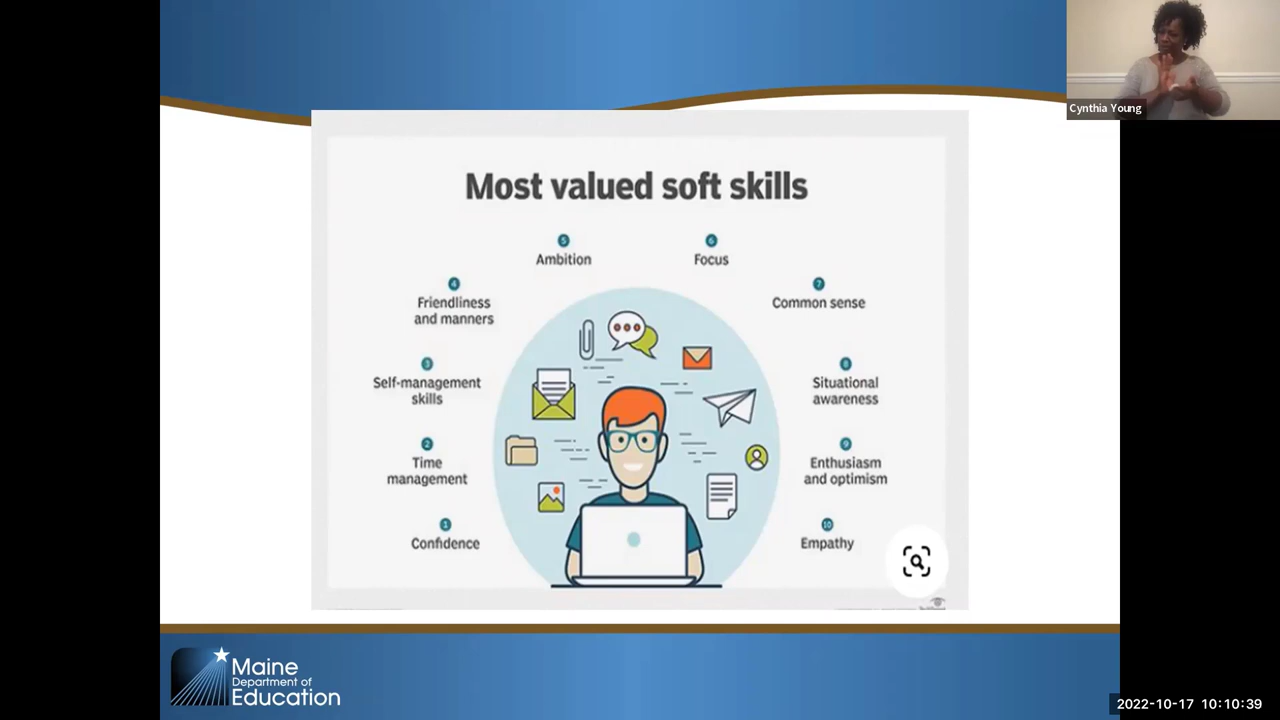 Cynthia Young
Most valued soft skills
5
Ambition
6
Focus
4
Friendliness
and manners
7
Common sense
3
Self-management
skills
8
Situational
awareness
2
Time
management
9
Enthusiasm
and optimism
1
Confidence
10
Empathy
Maine
Department of
Education
2022-10-17 10:10:39